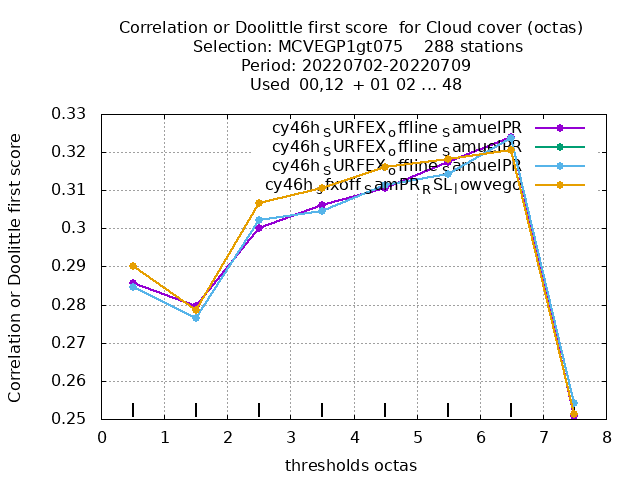 Correlation or Doolittle first score for Cloud cover (octas)
Selection: MCVEGP1gt075 288 stations
Period: 20220702-20220709
Used 00,12 + 01 02 ... 48
cy46h_SURFEX_offline_SamuelPR
cy46h_SURFEX_offline_SamuelPR
cy46h_SURFEX_offline_SamuelPR
cy46h_sfxoff_SamPR_RSL_lowvego
Correlation or Doolittle first score
0.33
0.32
0.31
0.3
0.29
0.28
0.27
0.26
0.25
0 1 2 3 4 5 6 7 8
thresholds octas